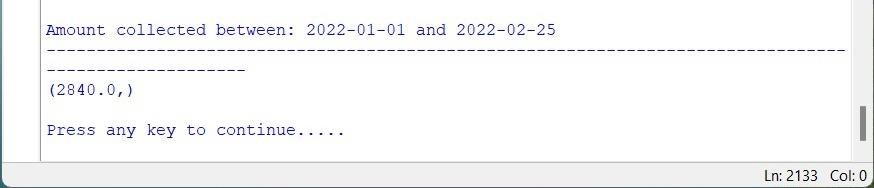 Amount collected between: 2022-01-01 and 2022-02-25
--------------------------------------------------------------------------------
--------------------
(2840.0,)
Press any key to continue.....
Ln: 2133 Col: 0